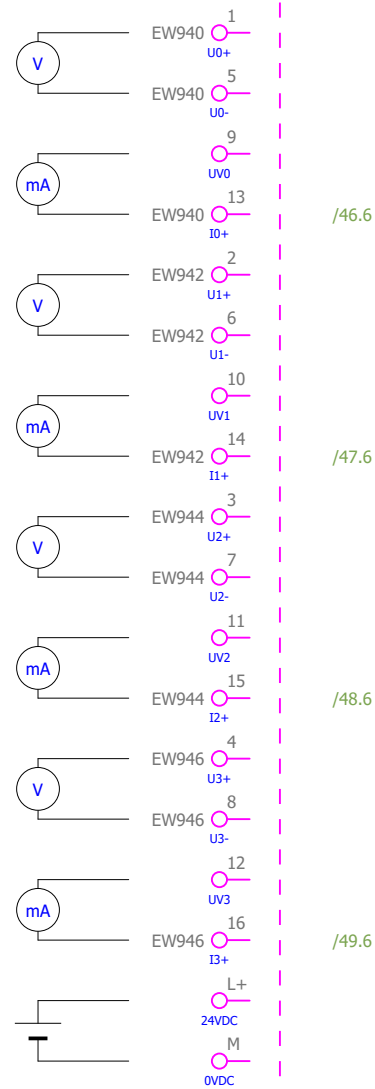 1
EW940
U0+
V
5
EW940
U0-
9
UV0
mA
13
EW940 /46.6
I0+
2
EW942
U1+
V
6
EW942
U1-
10
UV1
mA
14
EW942 /47.6
I1+
3
EW944
U2+
V
7
EW944
U2-
11
UV2
mA
15
EW944 /48.6
I2+
4
EW946
U3+
V
8
EW946
U3-
12
UV3
mA
16
EW946 /49.6
I3+
L+
24VDC
M
0VDC